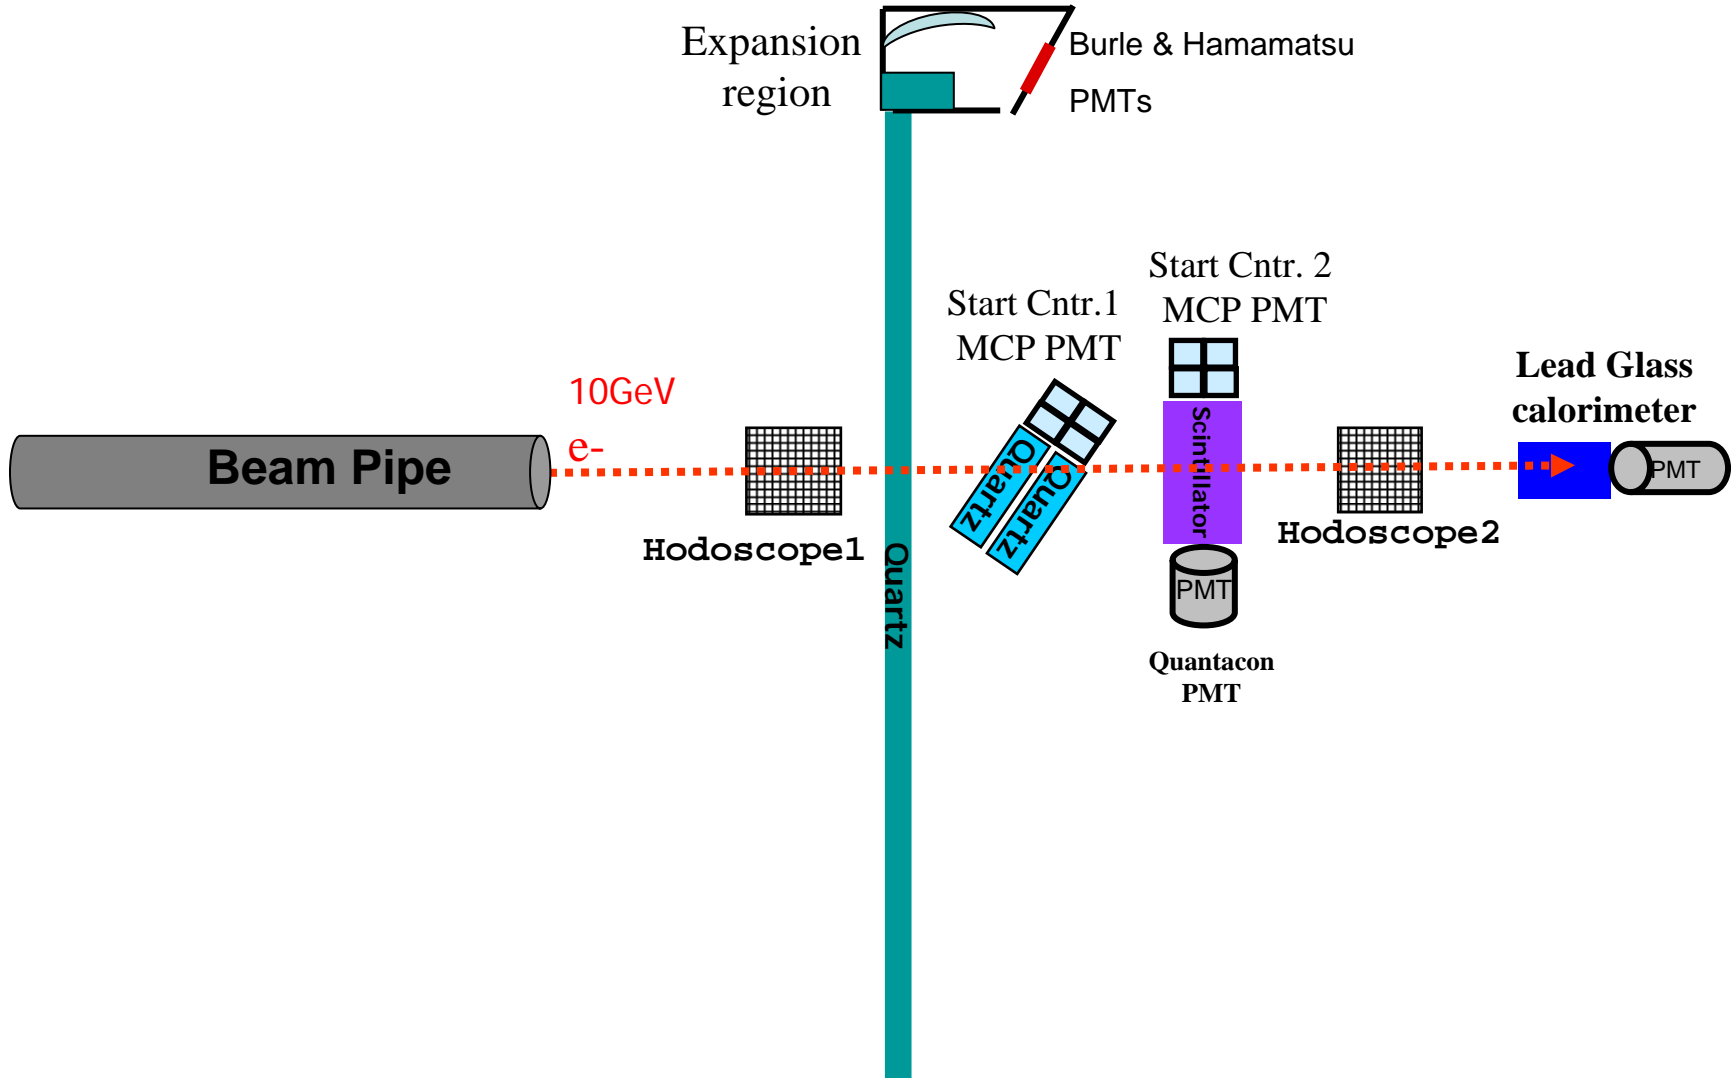 Expansion
region
Burle & Hamamatsu
PMTs
Start Cntr. 2
MCP PMT
Start Cntr.1
MCP PMT
10GeV
e-
Beam Pipe
Hodoscope1
Quartz
Quartz
Quartz
Scintillator
PMT
Quantacon
PMT
Hodoscope2
Lead Glass
calorimeter
PMT